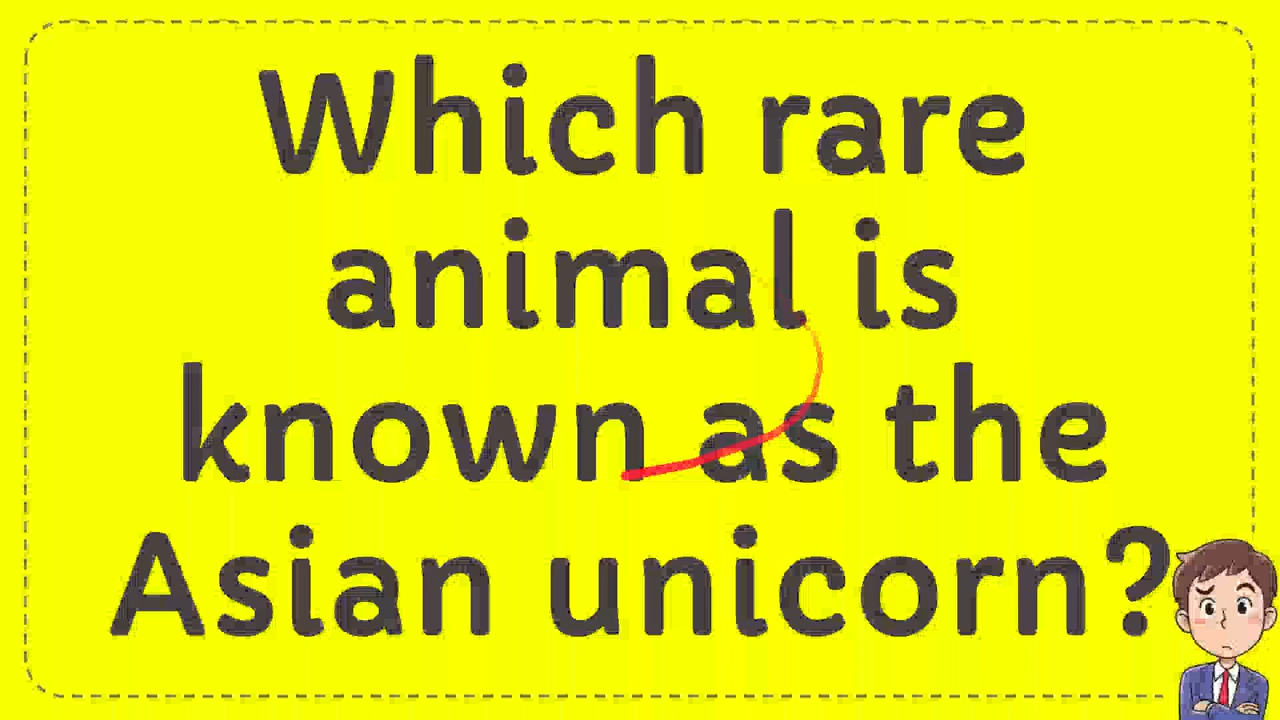 Which rare
animal is
known as the
Asian unicorn?